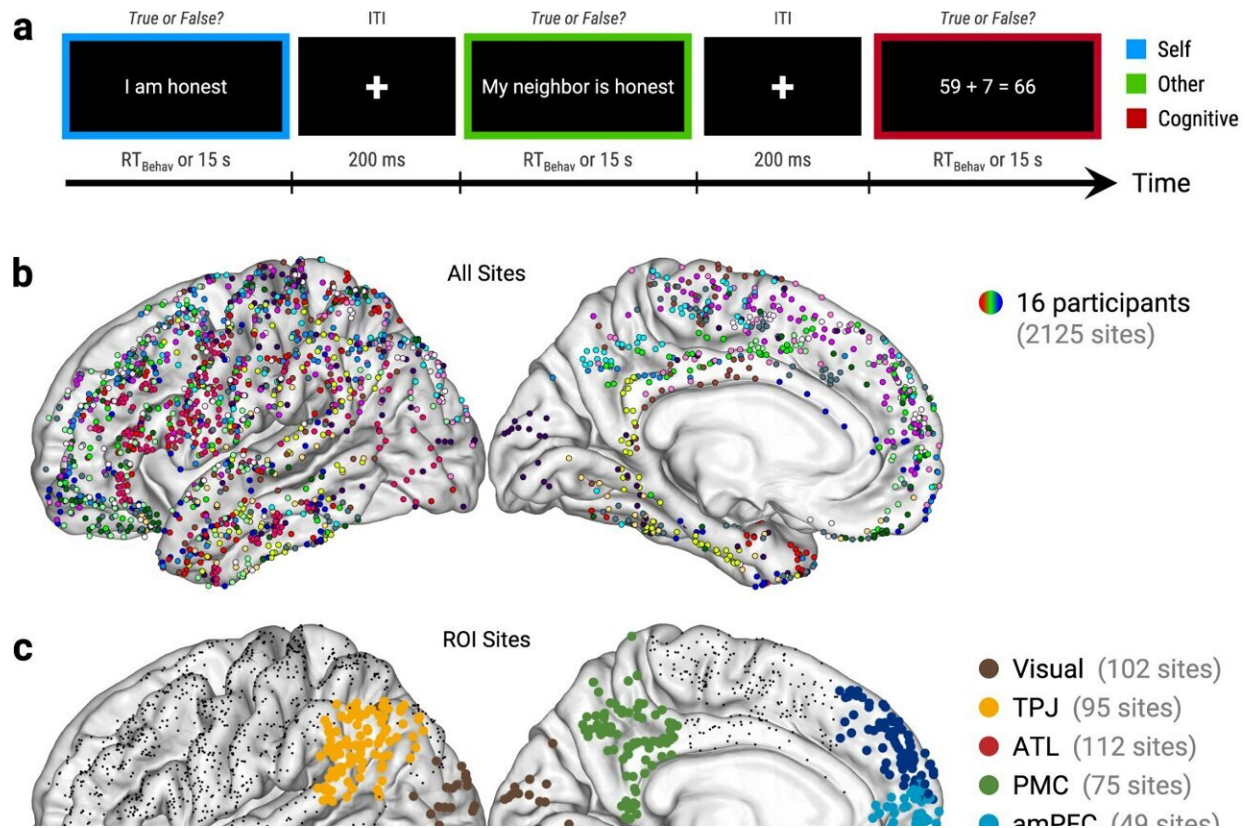 a
True or False?
ITI
True or False?
ITI
True or False?
I am honest
+
My neighbor is honest
+
59 + 7 = 66
Self
Other
Cognitive
RTBehav or 15 s
200 ms
RTBehav or 15 s
200 ms
RTBehav or 15 s
Time
b
All Sites
16 participants
(2125 sites)
c
ROI Sites
Visual (102 sites)
TPJ (95 sites)
ATL (112 sites)
PMC (75 sites)
amPFC (49 sites)